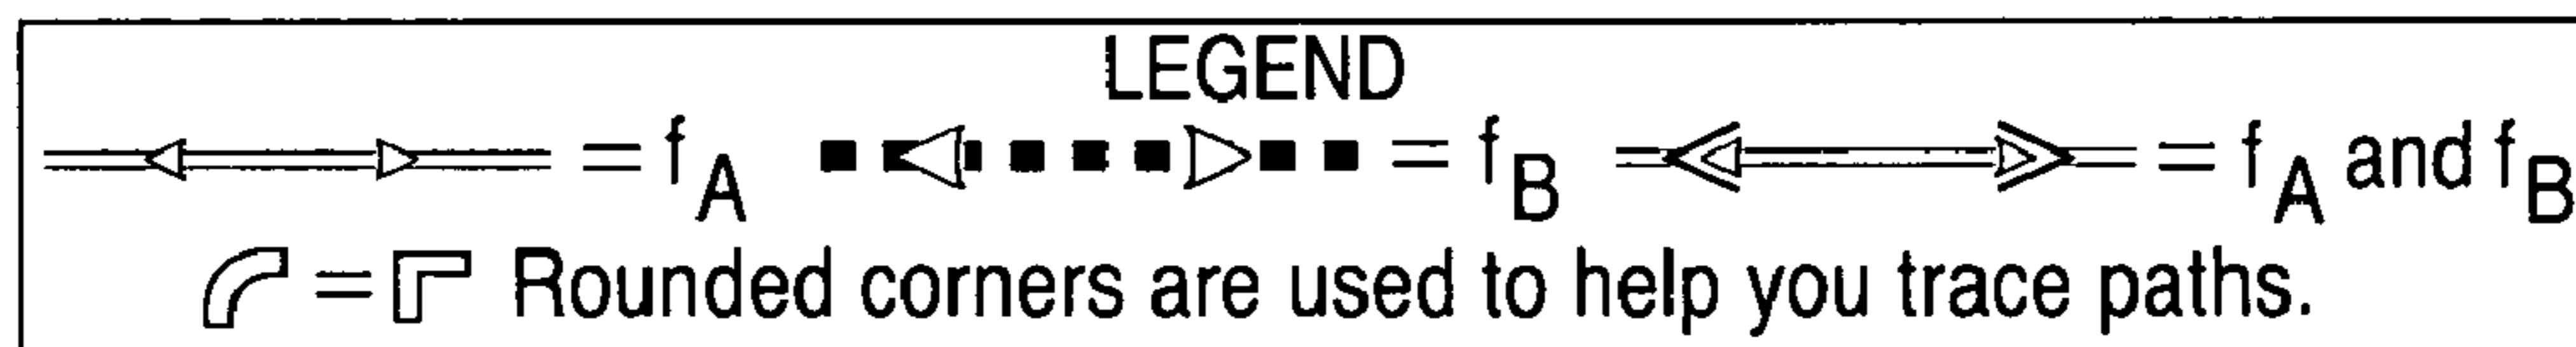 LEGEND
= fA = fB = fA and fB
= Rounded corners are used to help you trace paths.